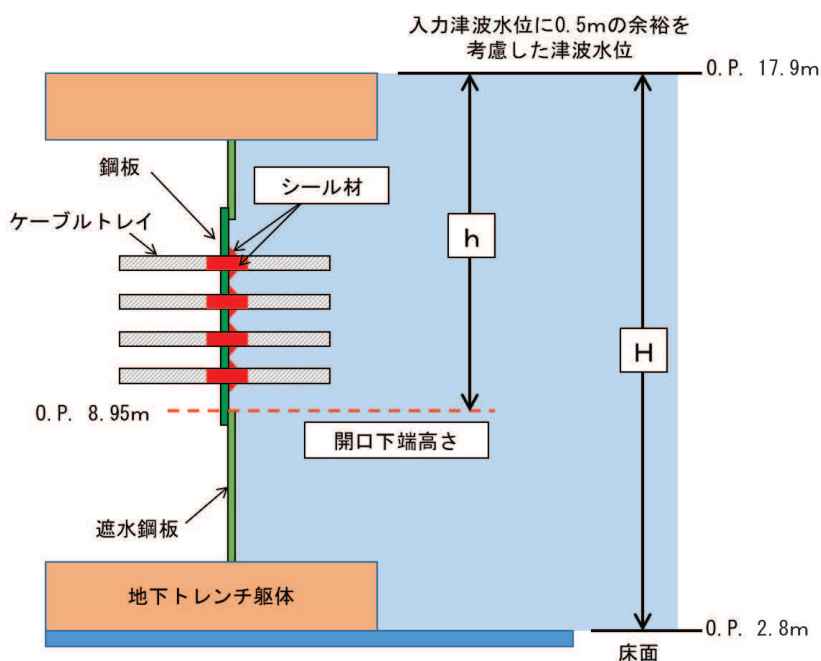 入力津波水位に0.5mの余裕を
考慮した津波水位
O.P. 17.9m
鋼板
シール材
ケーブルトレイ
h
H
O.P. 8.95m
開口下端高さ
遮水鋼板
地下トレンチ躯体
O.P. 2.8m
床面